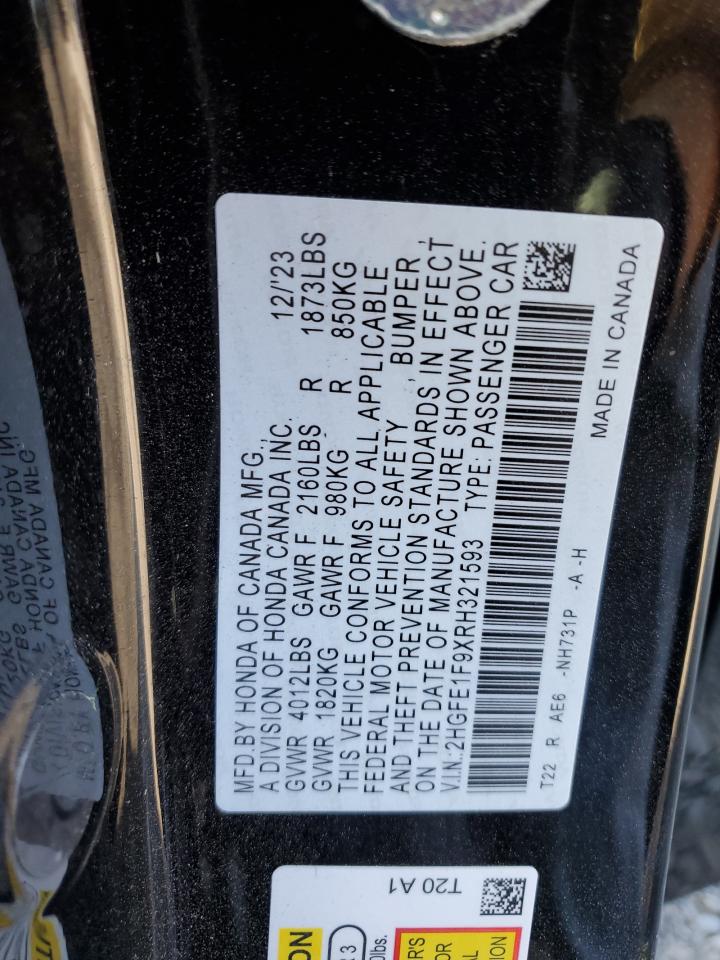 MFD.BY HONDA OF CANADA MFG.,
A DIVISION OF HONDA CANADA INC. 12/'23
GVWR 4012LBS GAWR F 2160LBS R 1873LBS
GVWR 1820KG GAWR F 980KG R 850KG
THIS VEHICLE CONFORMS TO ALL APPLICABLE
FEDERAL MOTOR VEHICLE SAFETY , BUMPER ,
AND THEFT PREVENTION STANDARDS, IN EFFECT
ON THE DATE OF MANUFACTURE SHOWN ABOVE.
V.I.N.:2HGFE1F9XRH321593 TYPE: PASSENGER CAR
T22 R AE6 -NH731P -A -H
MADE IN CANADA
T20 A1